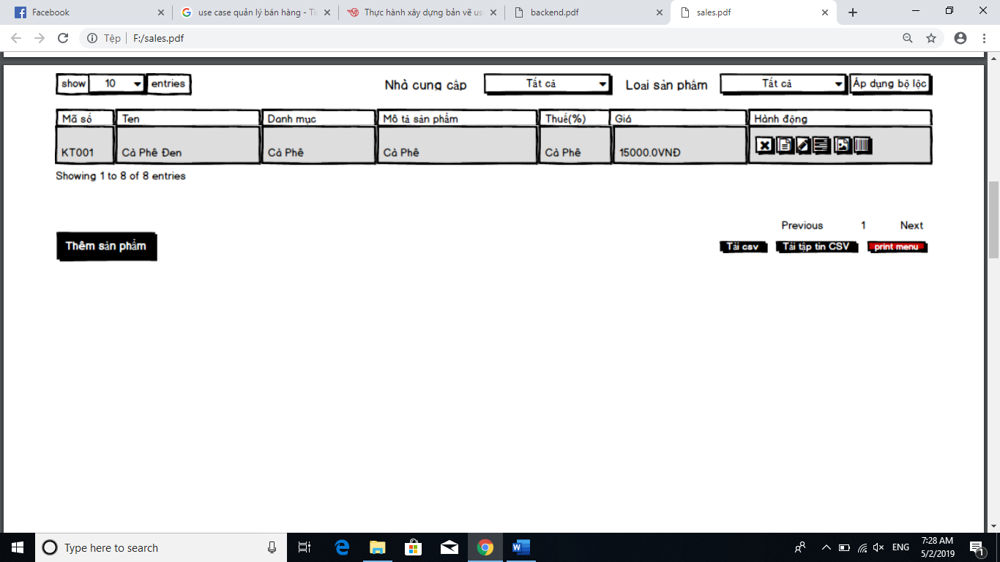 Facebook
use case quản lý bán hàng - Tì
Thực hành xây dựng bản vẽ us
backend.pdf
sales.pdf
Tệp | F:/sales.pdf
show 10 entries
Nhà cung cấp Tất cả
Loại sản phẩm Tất cả
Áp dụng bộ lọc
Mã số Ten Danh mục Mô tả sản phẩm Thuế(%) Giá Hành động
KT001 Cà Phê Đen Cà Phê Cà Phê Cà Phê 15000.0VNĐ
Showing 1 to 8 of 8 entries
Previous 1 Next
Thêm sản phẩm
Tải csv Tải tập tin CSV print menu
Type here to search
ENG
7:28 AM
5/2/2019
1